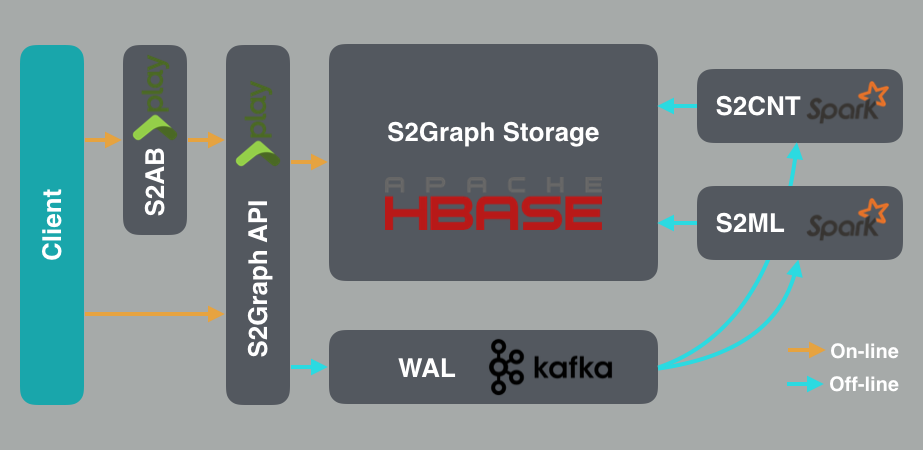 Client
play
S2AB
play
S2Graph API
S2Graph Storage
APACHE
HBASE
WAL
kafka
S2CNT Spark
S2ML Spark
On-line
Off-line